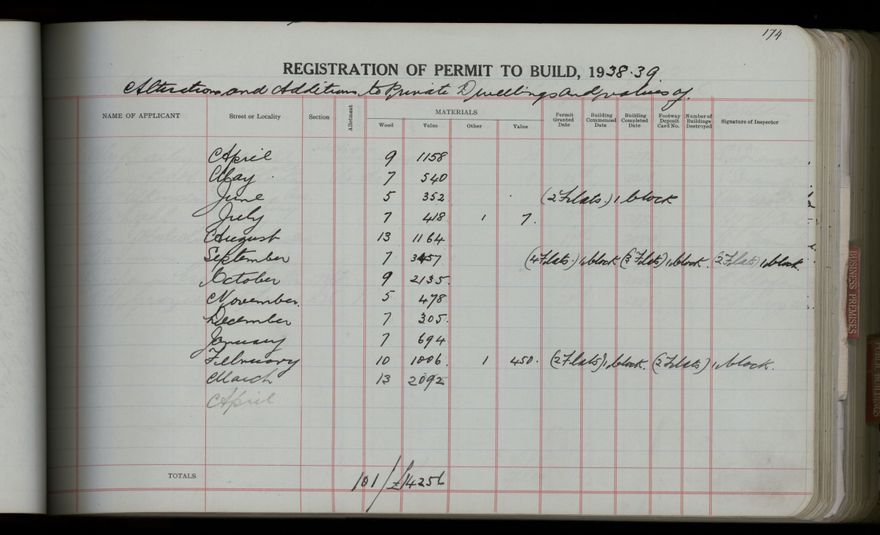 174
REGISTRATION OF PERMIT TO BUILD, 1938-39.
Alterations and Additions to Private Dwellings and values of.
NAME OF APPLICANT Street or Locality Section Allotment MATERIALS Wood Value Other Value Permit Granted Date Building Commenced Date Building Completed Date Footway Deposit Card No. Number of Buildings Destroyed Signature of Inspector
April 9 1158
May 7 540
June 5 352 (2 Flats) 1 block
July 7 418 1 7.
August 13 1164
September 7 3457 (4 Flats) 1 block (3 Flats) 1 block. (2 Flats) 1 block
October 9 2135
November 5 478
December 7 305
January 7 694
February 10 1006 1 450. (2 Flats) 1 block. (2 Flats) 1 block.
March 13 2092
April
TOTALS 101 / £14256
BUSINESS PREMISES